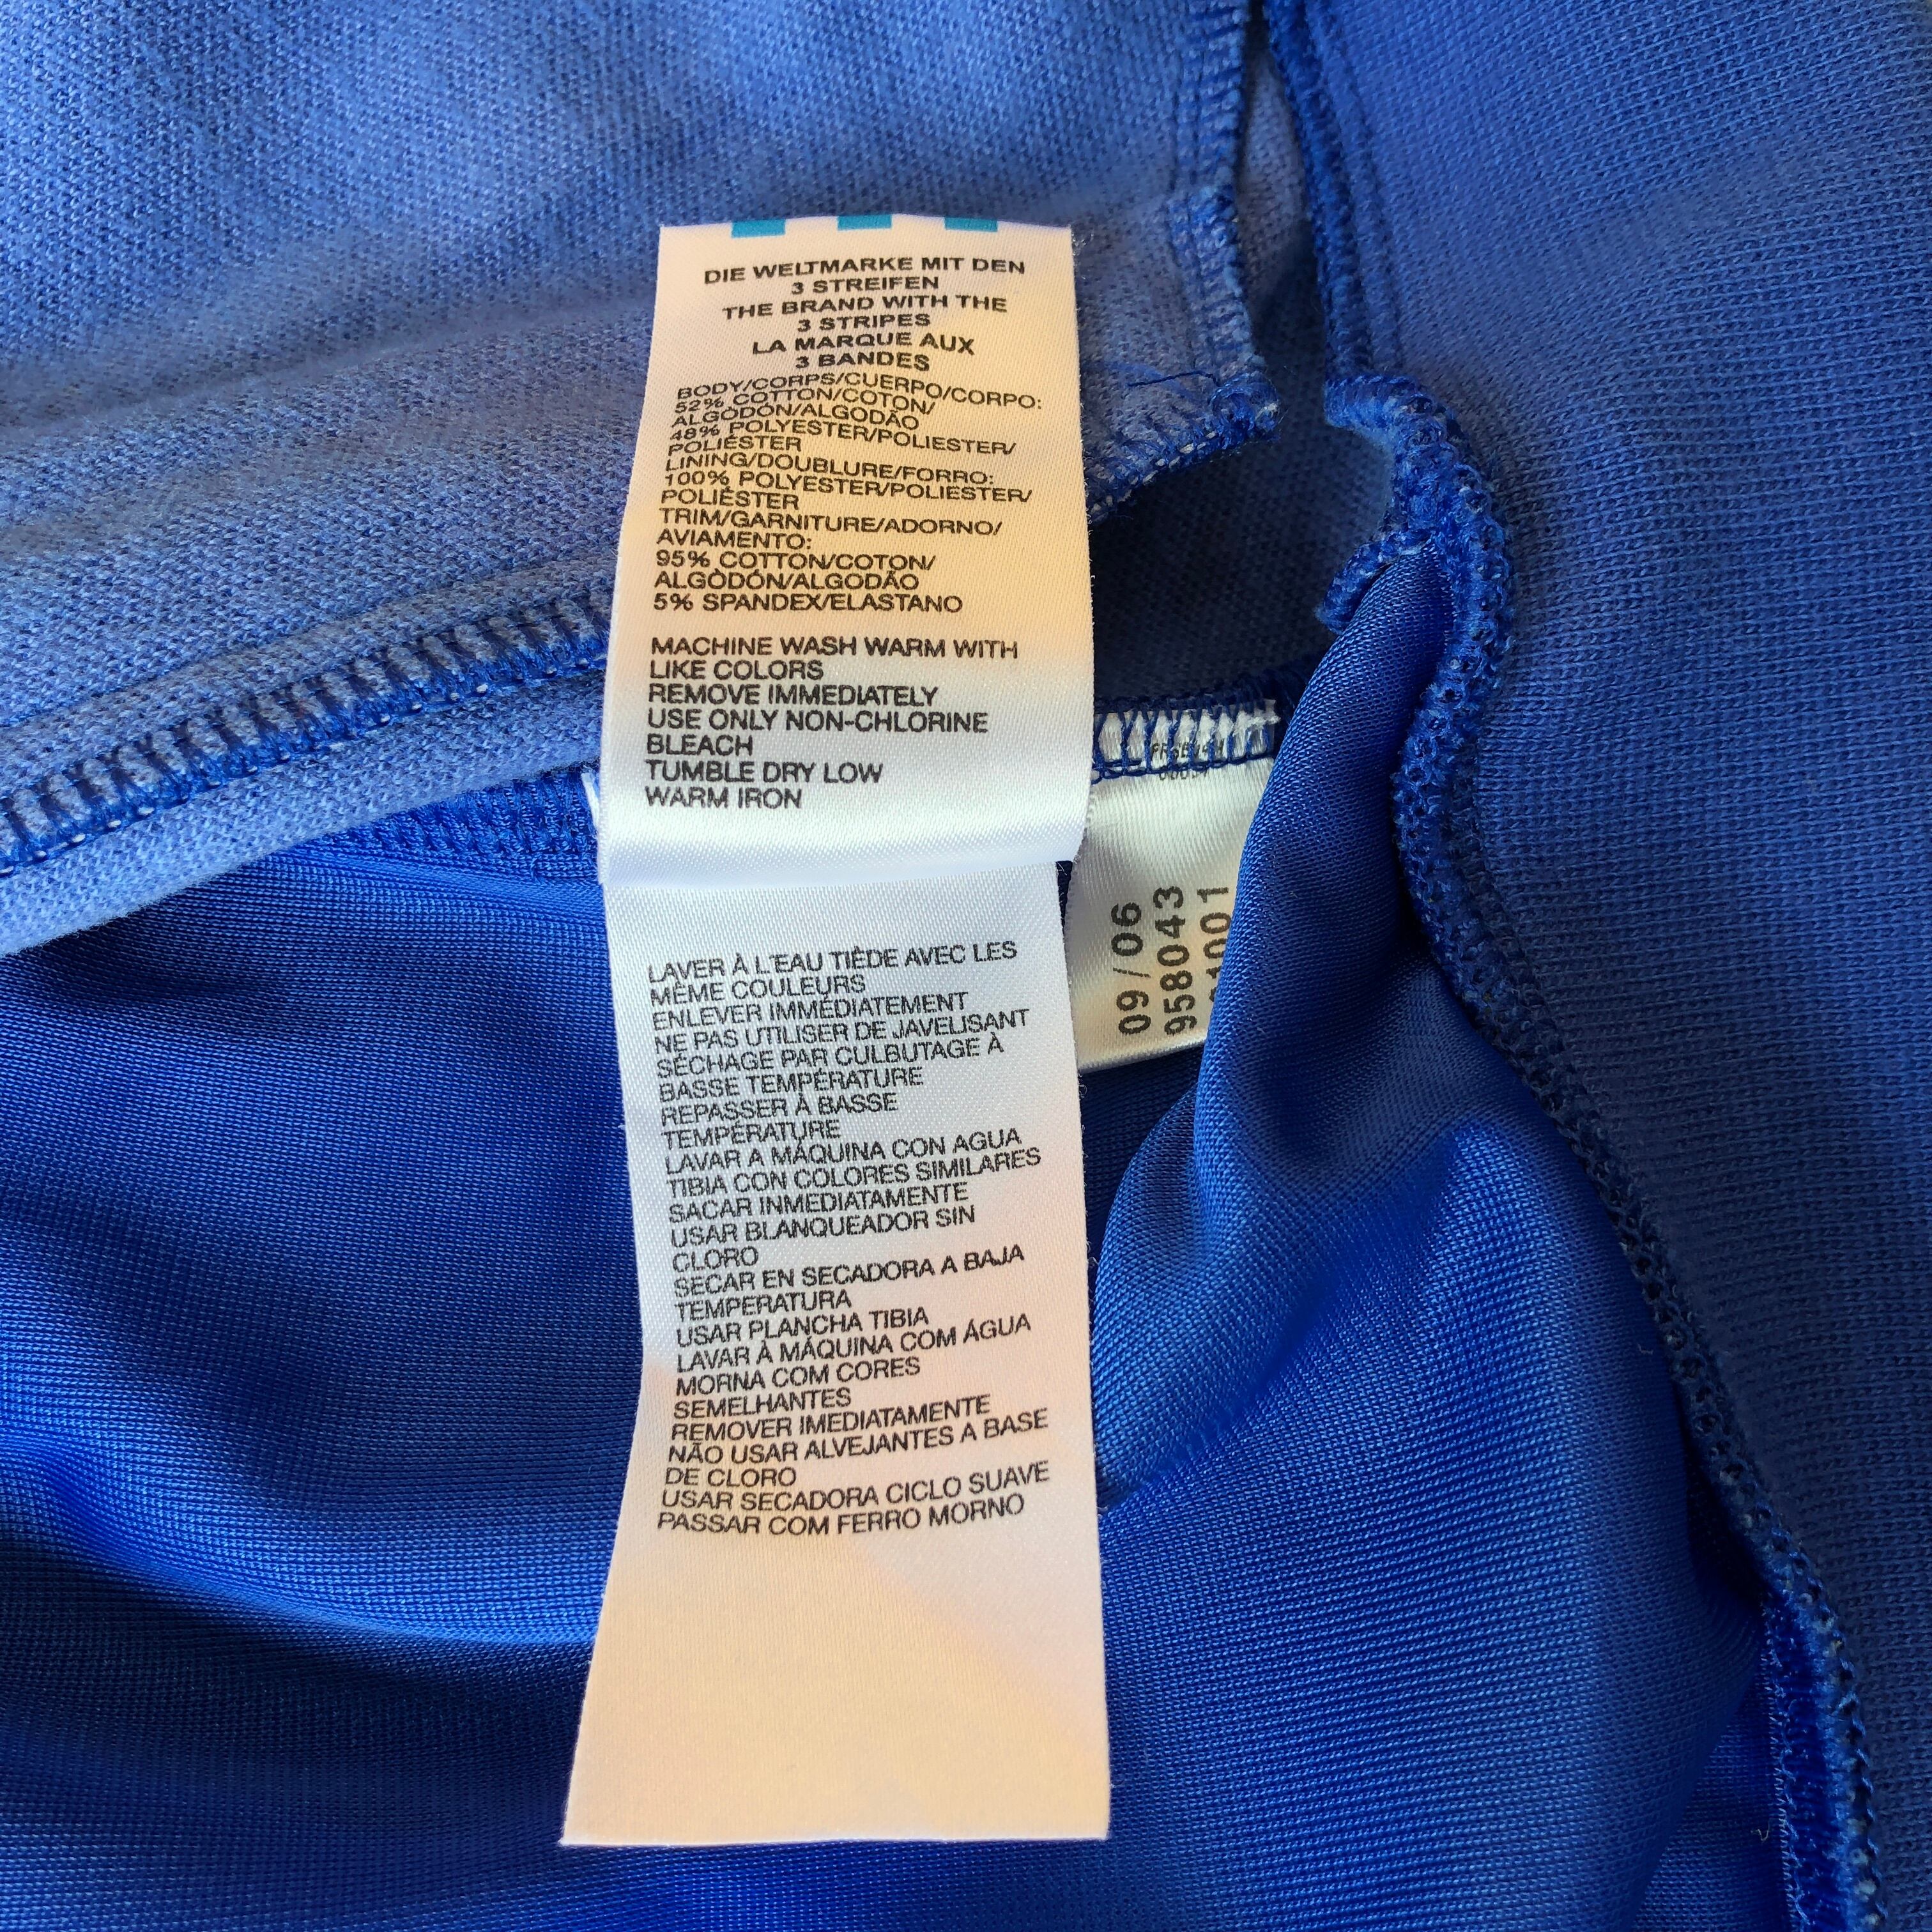 DIE WELTMARKE MIT DEN
3 STREIFEN
THE BRAND WITH THE
3 STRIPES
LA MARQUE AUX
3 BANDES
BODY/CORPS/CUERPO/CORPO:
52% COTTON/COTON/
ALGODÓN/ALGODÃO
48% POLYESTER/POLIESTER/
POLIÉSTER
LINING/DOUBLURE/FORRO:
100% POLYESTER/POLIESTER/
POLIÉSTER
TRIM/GARNITURE/ADORNO/
AVIAMENTO:
95% COTTON/COTON/
ALGODÓN/ALGODÃO
5% SPANDEX/ELASTANO
MACHINE WASH WARM WITH
LIKE COLORS
REMOVE IMMEDIATELY
USE ONLY NON-CHLORINE
BLEACH
TUMBLE DRY LOW
WARM IRON
LAVER À L'EAU TIÈDE AVEC LES
MÊME COULEURS
ENLEVER IMMÉDIATEMENT
NE PAS UTILISER DE JAVELISANT
SÉCHAGE PAR CULBUTAGE À
BASSE TEMPÉRATURE
REPASSER À BASSE
TEMPÉRATURE
LAVAR A MÁQUINA CON AGUA
TIBIA CON COLORES SIMILARES
SACAR INMEDIATAMENTE
USAR BLANQUEADOR SIN
CLORO
SECAR EN SECADORA A BAJA
TEMPERATURA
USAR PLANCHA TIBIA
LAVAR À MÁQUINA COM ÁGUA
MORNA COM CORES
SEMELHANTES
REMOVER IMEDIATAMENTE
NÃO USAR ALVEJANTES A BASE
DE CLORO
USAR SECADORA CICLO SUAVE
PASSAR COM FERRO MORNO
09/06
958043